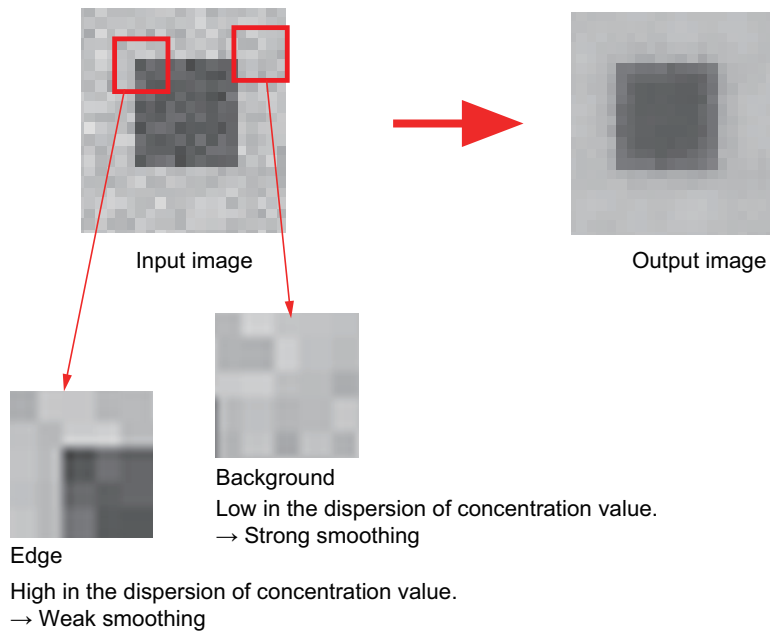 Input image
Output image
Background
Low in the dispersion of concentration value.
→ Strong smoothing
Edge
High in the dispersion of concentration value.
→ Weak smoothing